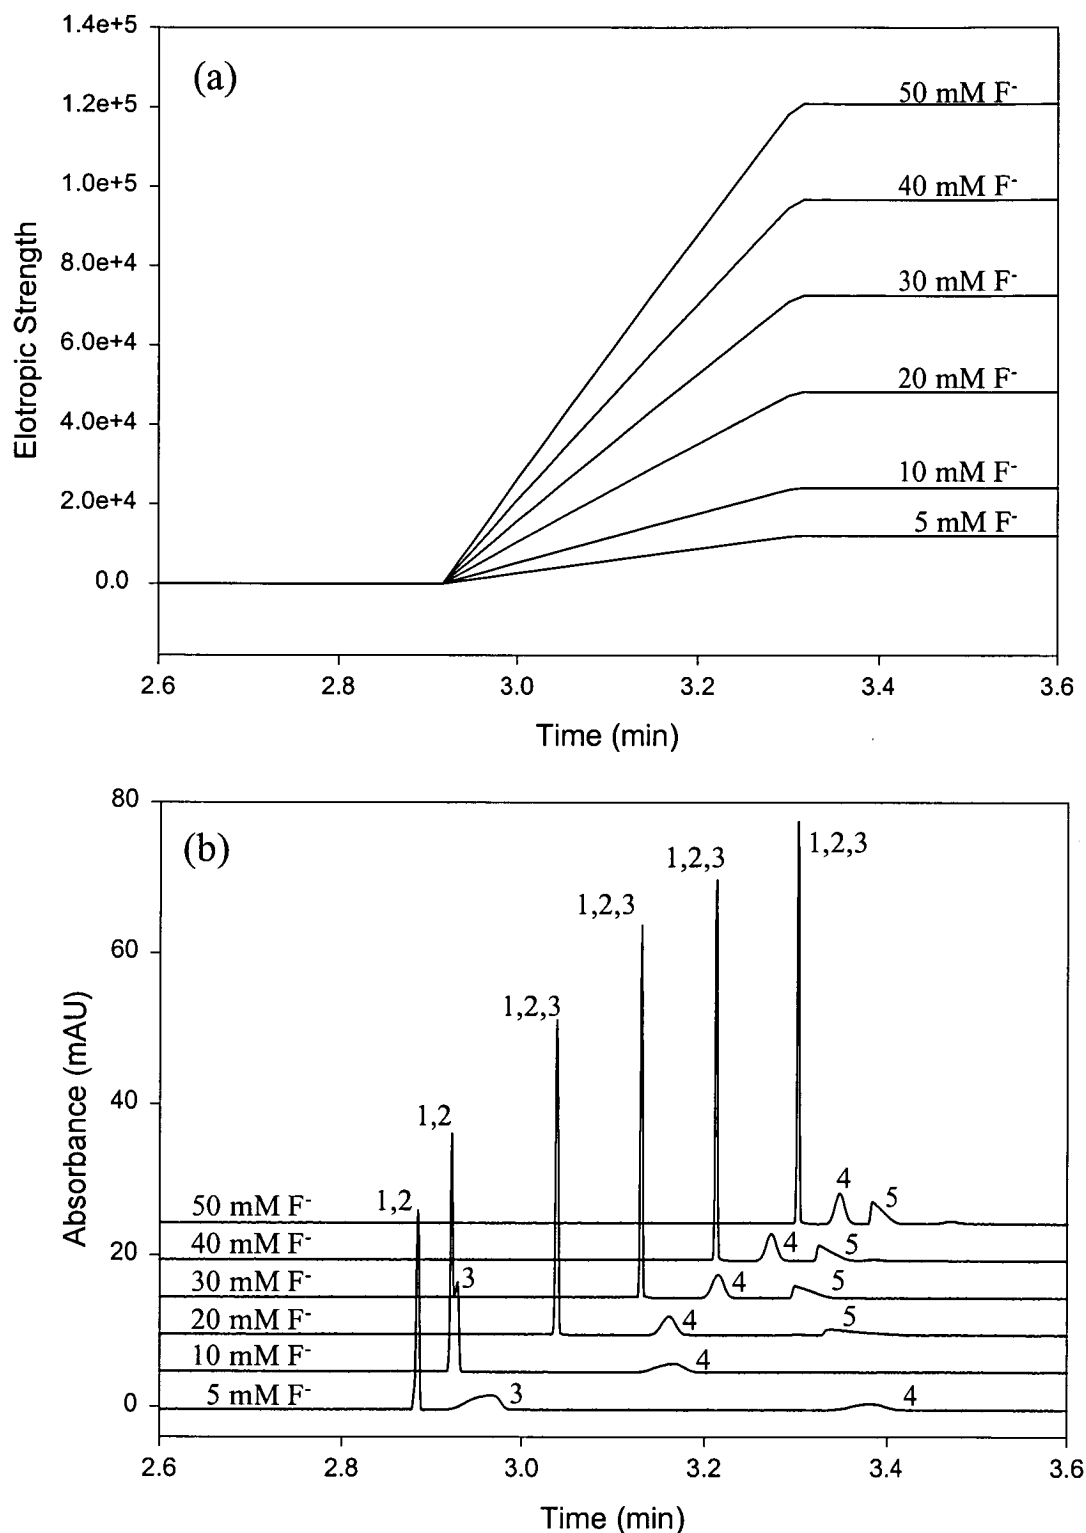 1.4e+5
(a)
50 mM F-
1.2e+5
1.0e+5
40 mM F-
8.0e+4
30 mM F-
6.0e+4
20 mM F-
4.0e+4
10 mM F-
2.0e+4
5 mM F-
0.0
Elotropic Strength
2.6 2.8 3.0 3.2 3.4 3.6
Time (min)
80
(b)
1,2,3
1,2,3
1,2,3
60
1,2,3
40
1,2
1,2
4
5
50 mM F-
40 mM F-
4
5
20
3
30 mM F-
4
5
20 mM F-
4
5
10 mM F-
4
0
5 mM F-
3
4
Absorbance (mAU)
2.6 2.8 3.0 3.2 3.4 3.6
Time (min)